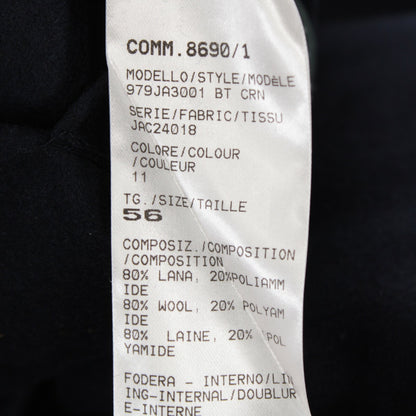 COMM.8690/1
MODELLO/STYLE/MODèLE
979JA3001 BT CRN
SERIE/FABRIC/TISSU
JAC24018
COLORE/COLOUR
/COULEUR
11
TG./SIZE/TAILLE
56
COMPOSIZ./COMPOSITION
/COMPOSITION
80% LANA, 20%POLIAMM
IDE
80% WOOL, 20% POLYAM
IDE
80% LAINE, 20% POL
YAMIDE
FODERA - INTERNO/LIN
ING-INTERNAL/DOUBLUR
E-INTERNE